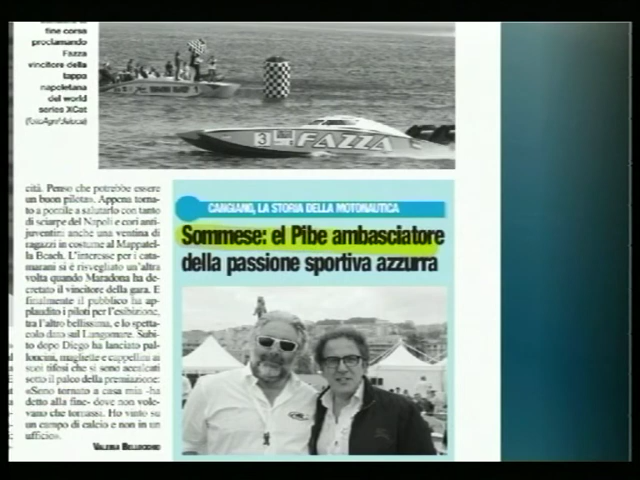 fine corsa
proclamando
Fazza
vincitore della
tappa
napoletana
del world
series XCat
3
FAZZA
cità. Penso che potrebbe essere
un buon pilota». Appena torna-
to a pontile a salutarlo con tanto
di sciarpe del Napoli e cori anti-
juventini anche una ventina di
ragazzi in costume al Mappatel-
la Beach. L'interesse per i cata-
marani si è risvegliato un'altra
volta quando Maradona ha de-
cretato il vincitore della gara. E
finalmente il pubblico ha ap-
plaudito i piloti per l'esibizione,
tra l'altro bellissima, e lo spetta-
colo dato sul Lungomare. Subi-
to dopo Diego ha lanciato pal-
loncini, magliette e cappellini ai
suoi tifosi che si sono accalcati
sotto il palco della premiazione:
«Sono tornato a casa mia -ha
detto alla fine- dove non vole-
vano che tornassi. Ho vinto su
un campo di calcio e non in un
ufficio».
CANGIANO, LA STORIA DELLA MOTONAUTICA
Sommese: el Pibe ambasciatore
della passione sportiva azzurra